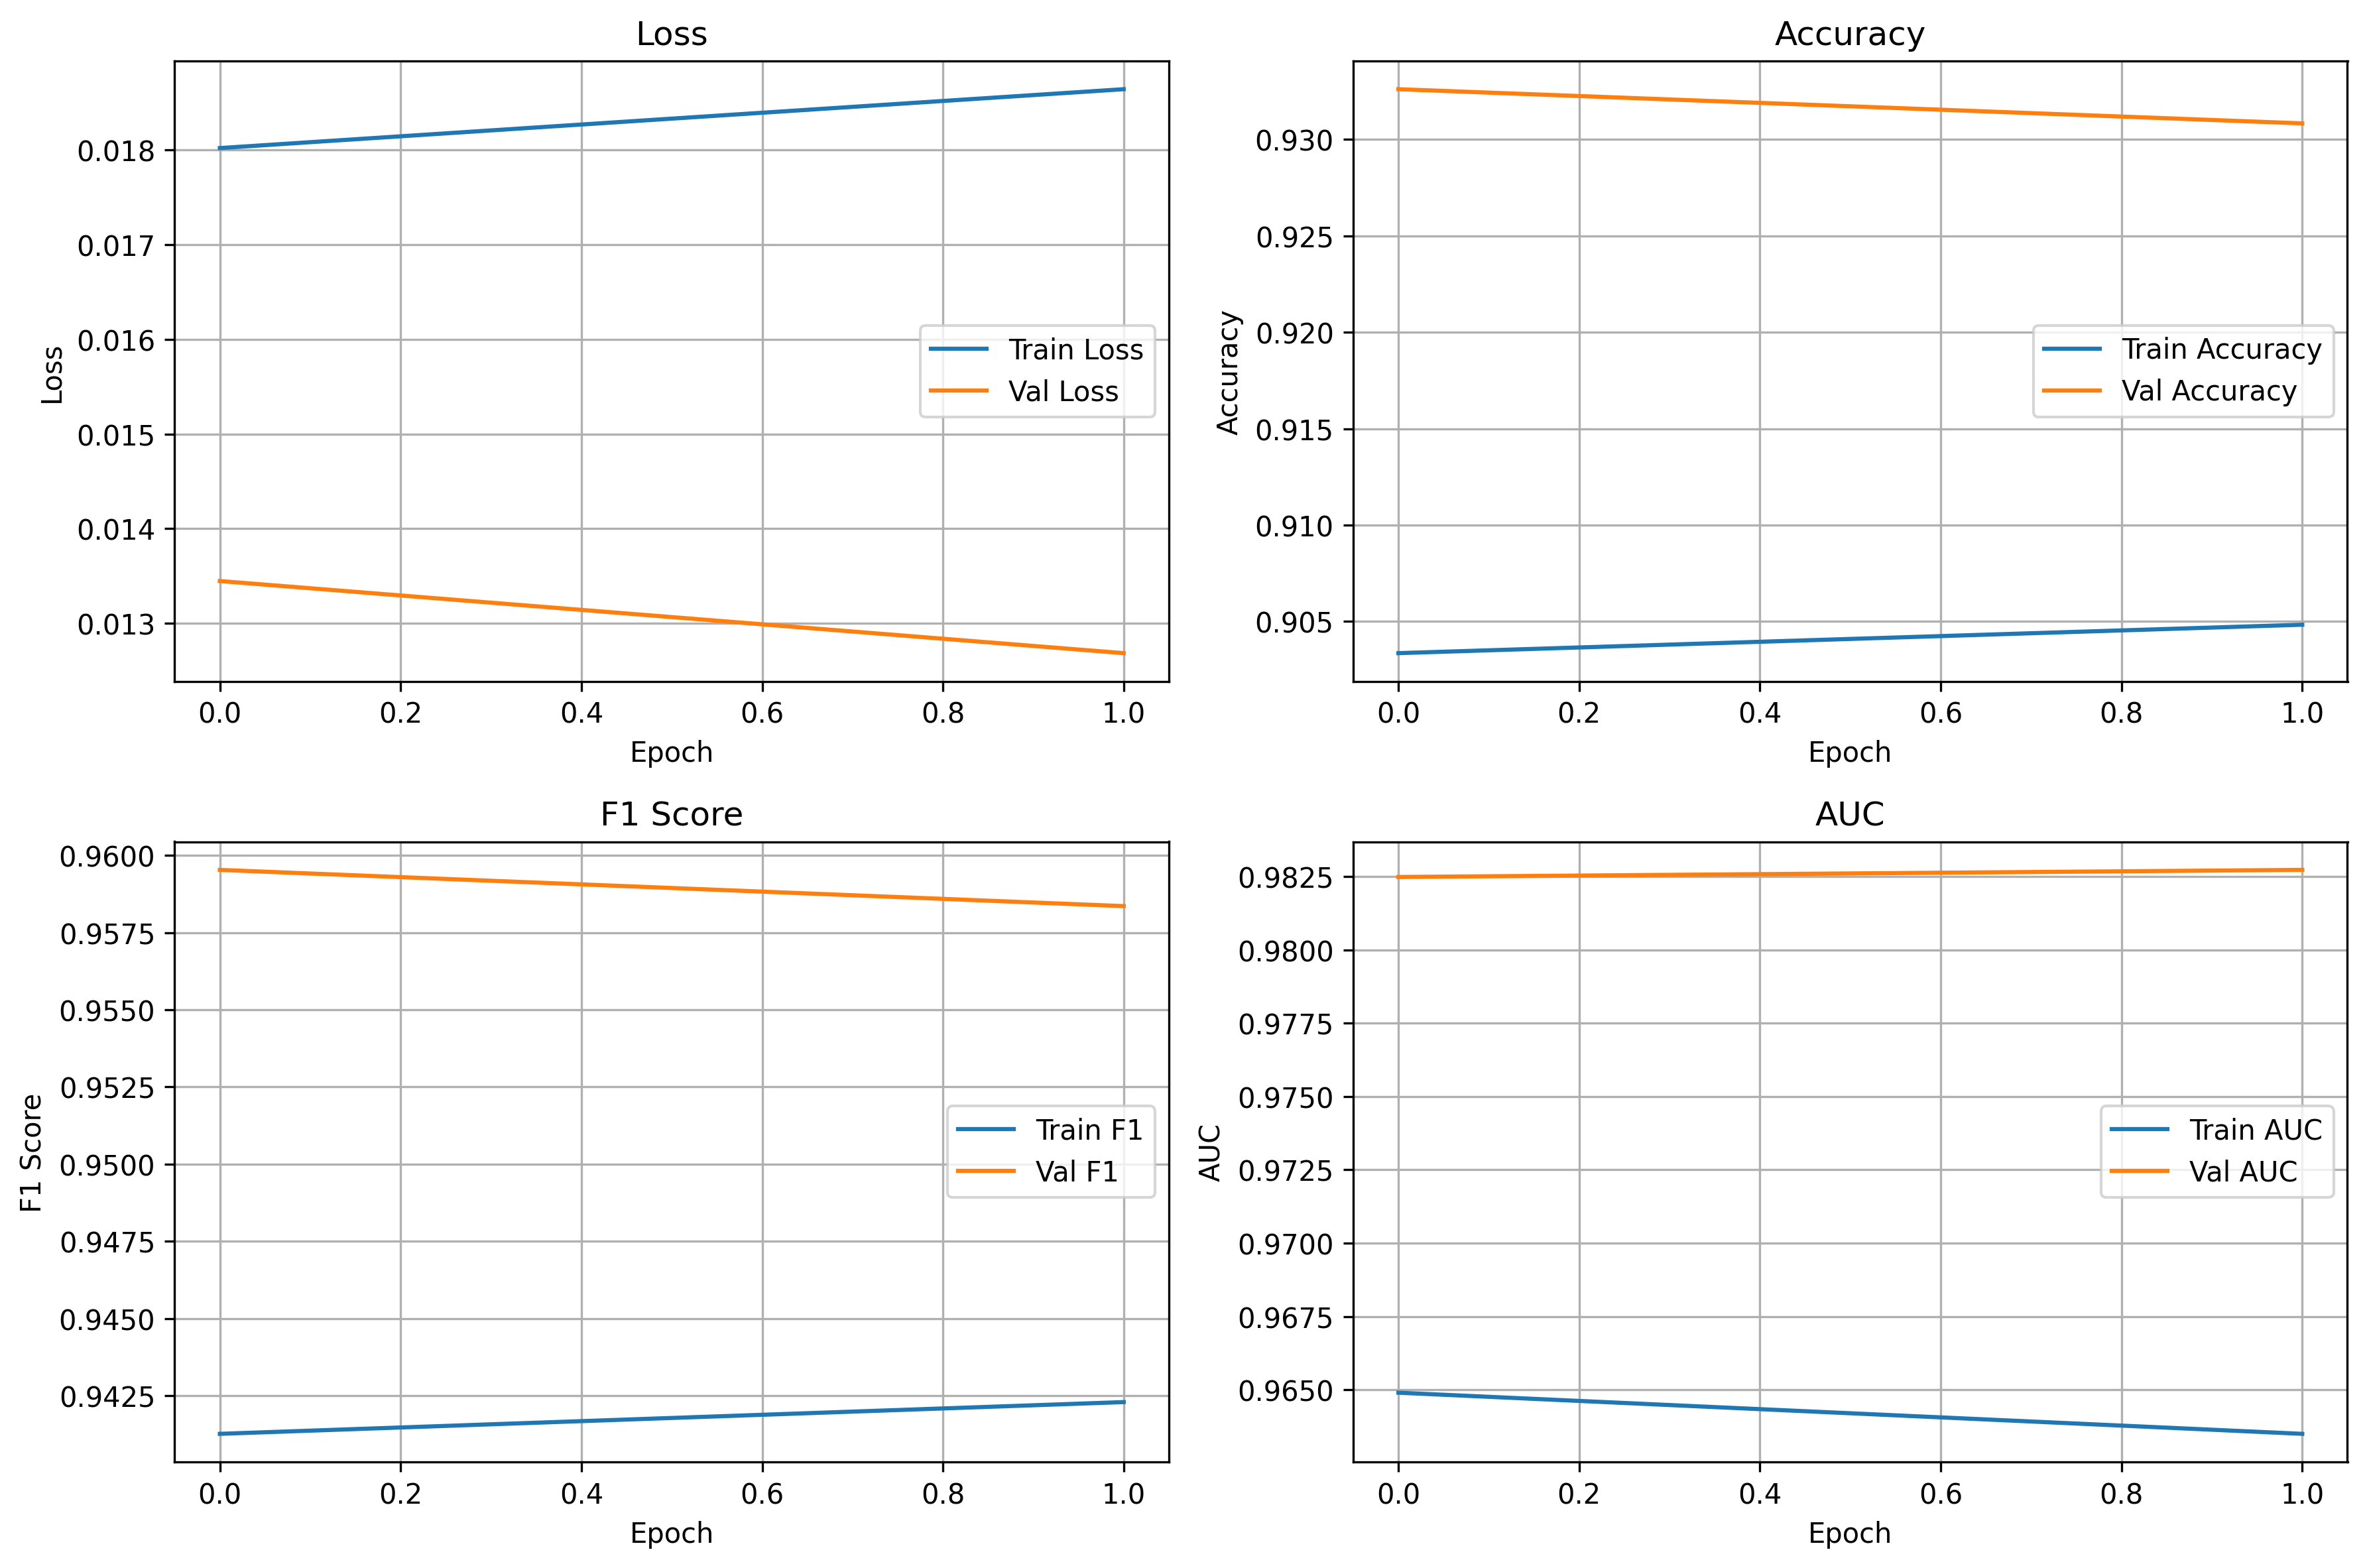 Loss
0.018
0.017
0.016
0.015
0.014
0.013
Loss
Train Loss
Val Loss
0.0 0.2 0.4 0.6 0.8 1.0
Epoch
Accuracy
0.930
0.925
0.920
0.915
0.910
0.905
Accuracy
Train Accuracy
Val Accuracy
0.0 0.2 0.4 0.6 0.8 1.0
Epoch
F1 Score
0.9600
0.9575
0.9550
0.9525
0.9500
0.9475
0.9450
0.9425
F1 Score
Train F1
Val F1
0.0 0.2 0.4 0.6 0.8 1.0
Epoch
AUC
0.9825
0.9800
0.9775
0.9750
0.9725
0.9700
0.9675
0.9650
AUC
Train AUC
Val AUC
0.0 0.2 0.4 0.6 0.8 1.0
Epoch